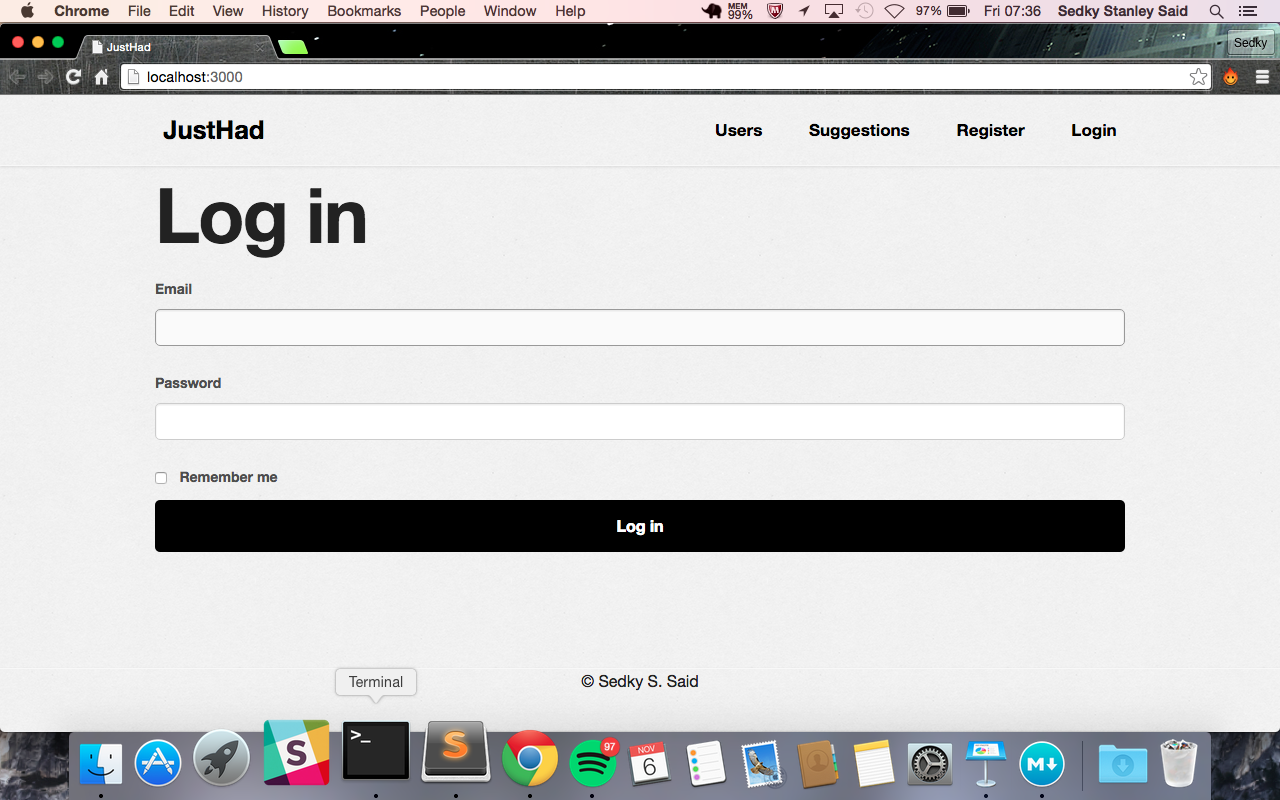 Chrome File Edit View History Bookmarks People Window Help MEM 99% 97% Fri 07:36 Sedky Stanley Said
JustHad Sedky
localhost:3000
JustHad Users Suggestions Register Login
Log in
Email
Password
Remember me
Log in
© Sedky S. Said
Terminal
>_
S
S
97
NOV
6
M